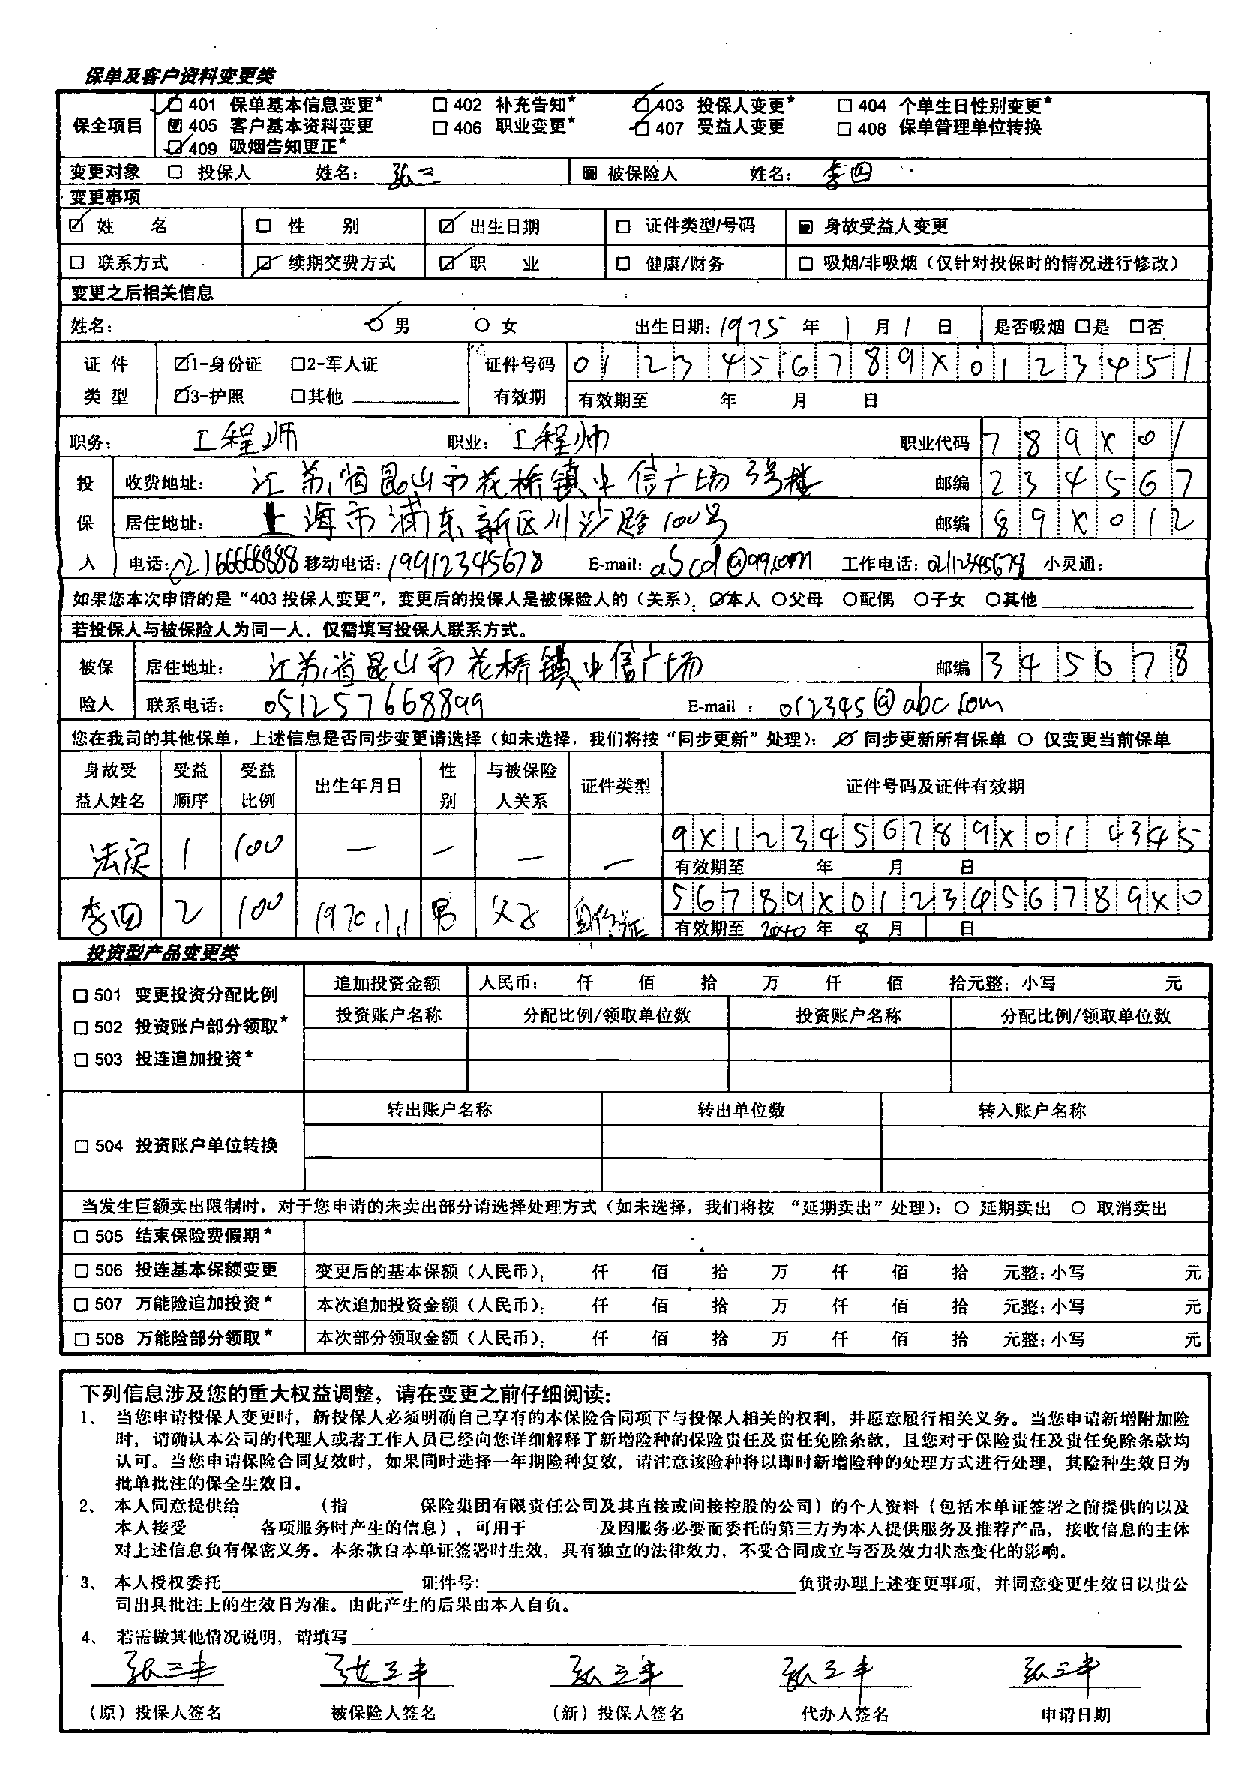 保单及客户资料变更类
保全项目 ☑ 401 保单基本信息变更* □ 402 补充告知* ☑ 403 投保人变更* □ 404 个单生日性别变更*
☑ 405 客户基本资料变更 □ 406 职业变更* ☑ 407 受益人变更 □ 408 保单管理单位转换
☑ 409 吸烟告知更正*
变更对象 □ 投保人 姓名: 张三 ▣ 被保险人 姓名: 李四
变更事项
☑ 姓 名 □ 性 别 ☑ 出生日期 □ 证件类型/号码 ▣ 身故受益人变更
□ 联系方式 ☑ 续期交费方式 ☑ 职 业 □ 健康/财务 □ 吸烟/非吸烟（仅针对投保时的情况进行修改）
变更之后相关信息
姓名: ☑ 男 ○ 女 出生日期: 1975 年 1 月 1 日 是否吸烟 □是 □否
证 件 ☑1-身份证 □2-军人证 证件号码 0123456789X0123451
类 型 ☑3-护照 □其他 有效期 有效期至 年 月 日
职务: 工程师 职业: 工程师 职业代码 789X01
投 收费地址: 江苏省昆山市花桥镇中信广场3号楼 邮编 234567
保 居住地址: 上海市浦东新区川沙路100号 邮编 89X012
人 电话: 02166668888 移动电话: 19912345678 E-mail: abcd@qq.com 工作电话: 02112345678 小灵通:
如果您本次申请的是“403 投保人变更”，变更后的投保人是被保险人的（关系） ☑本人 ○父母 ○配偶 ○子女 ○其他
若投保人与被保险人为同一人，仅需填写投保人联系方式。
被保 居住地址: 江苏省昆山市花桥镇中信广场 邮编 345678
险人 联系电话: 051257668899 E-mail : 012345@abc.com
您在我司的其他保单，上述信息是否同步变更请选择（如未选择，我们将按“同步更新”处理）: ☑ 同步更新所有保单 ○ 仅变更当前保单
身故受益人姓名 受益顺序 受益比例 出生年月日 性别 与被保险人关系 证件类型 证件号码及证件有效期
法定 1 100 — — — — 9X123456789X014345
有效期至 年 月 日
李四 2 100 1970.1.1 男 父子 身份证 56789X0123456789X0
有效期至 2040 年 8 月 日
投资型产品变更类
□ 501 变更投资分配比例 追加投资金额 人民币: 仟 佰 拾 万 仟 佰 拾元整; 小写 元
□ 502 投资账户部分领取* 投资账户名称 分配比例/领取单位数 投资账户名称 分配比例/领取单位数
□ 503 投连追加投资*
转出账户名称 转出单位数 转入账户名称
□ 504 投资账户单位转换
当发生巨额卖出限制时，对于您申请的未卖出部分请选择处理方式（如未选择，我们将按 “延期卖出”处理）: ○ 延期卖出 ○ 取消卖出
□ 505 结束保险费假期*
□ 506 投连基本保额变更 变更后的基本保额（人民币）: 仟 佰 拾 万 仟 佰 拾 元整; 小写 元
□ 507 万能险追加投资* 本次追加投资金额（人民币）: 仟 佰 拾 万 仟 佰 拾 元整; 小写 元
□ 508 万能险部分领取* 本次部分领取金额（人民币）: 仟 佰 拾 万 仟 佰 拾 元整; 小写 元
下列信息涉及您的重大权益调整，请在变更之前仔细阅读:
1、 当您申请投保人变更时，新投保人必须明确自己享有的本保险合同项下与投保人相关的权利，并愿意履行相关义务。当您申请新增附加险
时，请确认本公司的代理人或者工作人员已经向您详细解释了新增险种的保险责任及责任免除条款，且您对于保险责任及责任免除条款均
认可。当您申请保险合同复效时，如果同时选择一年期险种复效，请注意该险种将以即时新增险种的处理方式进行处理，其险种生效日为
批单批注的保全生效日。
2、 本人同意提供给 （指 保险集团有限责任公司及其直接或间接控股的公司）的个人资料（包括本单证签署之前提供的以及
本人接受 各项服务时产生的信息），可用于 及因服务必要而委托的第三方为本人提供服务及推荐产品，接收信息的主体
对上述信息负有保密义务。本条款自本单证签署时生效，具有独立的法律效力，不受合同成立与否及效力状态变化的影响。
3、 本人授权委托 证件号: 负责办理上述变更事项，并同意变更生效日以贵公
司出具批注上的生效日为准。由此产生的后果由本人自负。
4、 若需做其他情况说明，请填写
张三丰 张三丰 张三丰 张三丰 张三丰
（原）投保人签名 被保险人签名 （新）投保人签名 代办人签名 申请日期